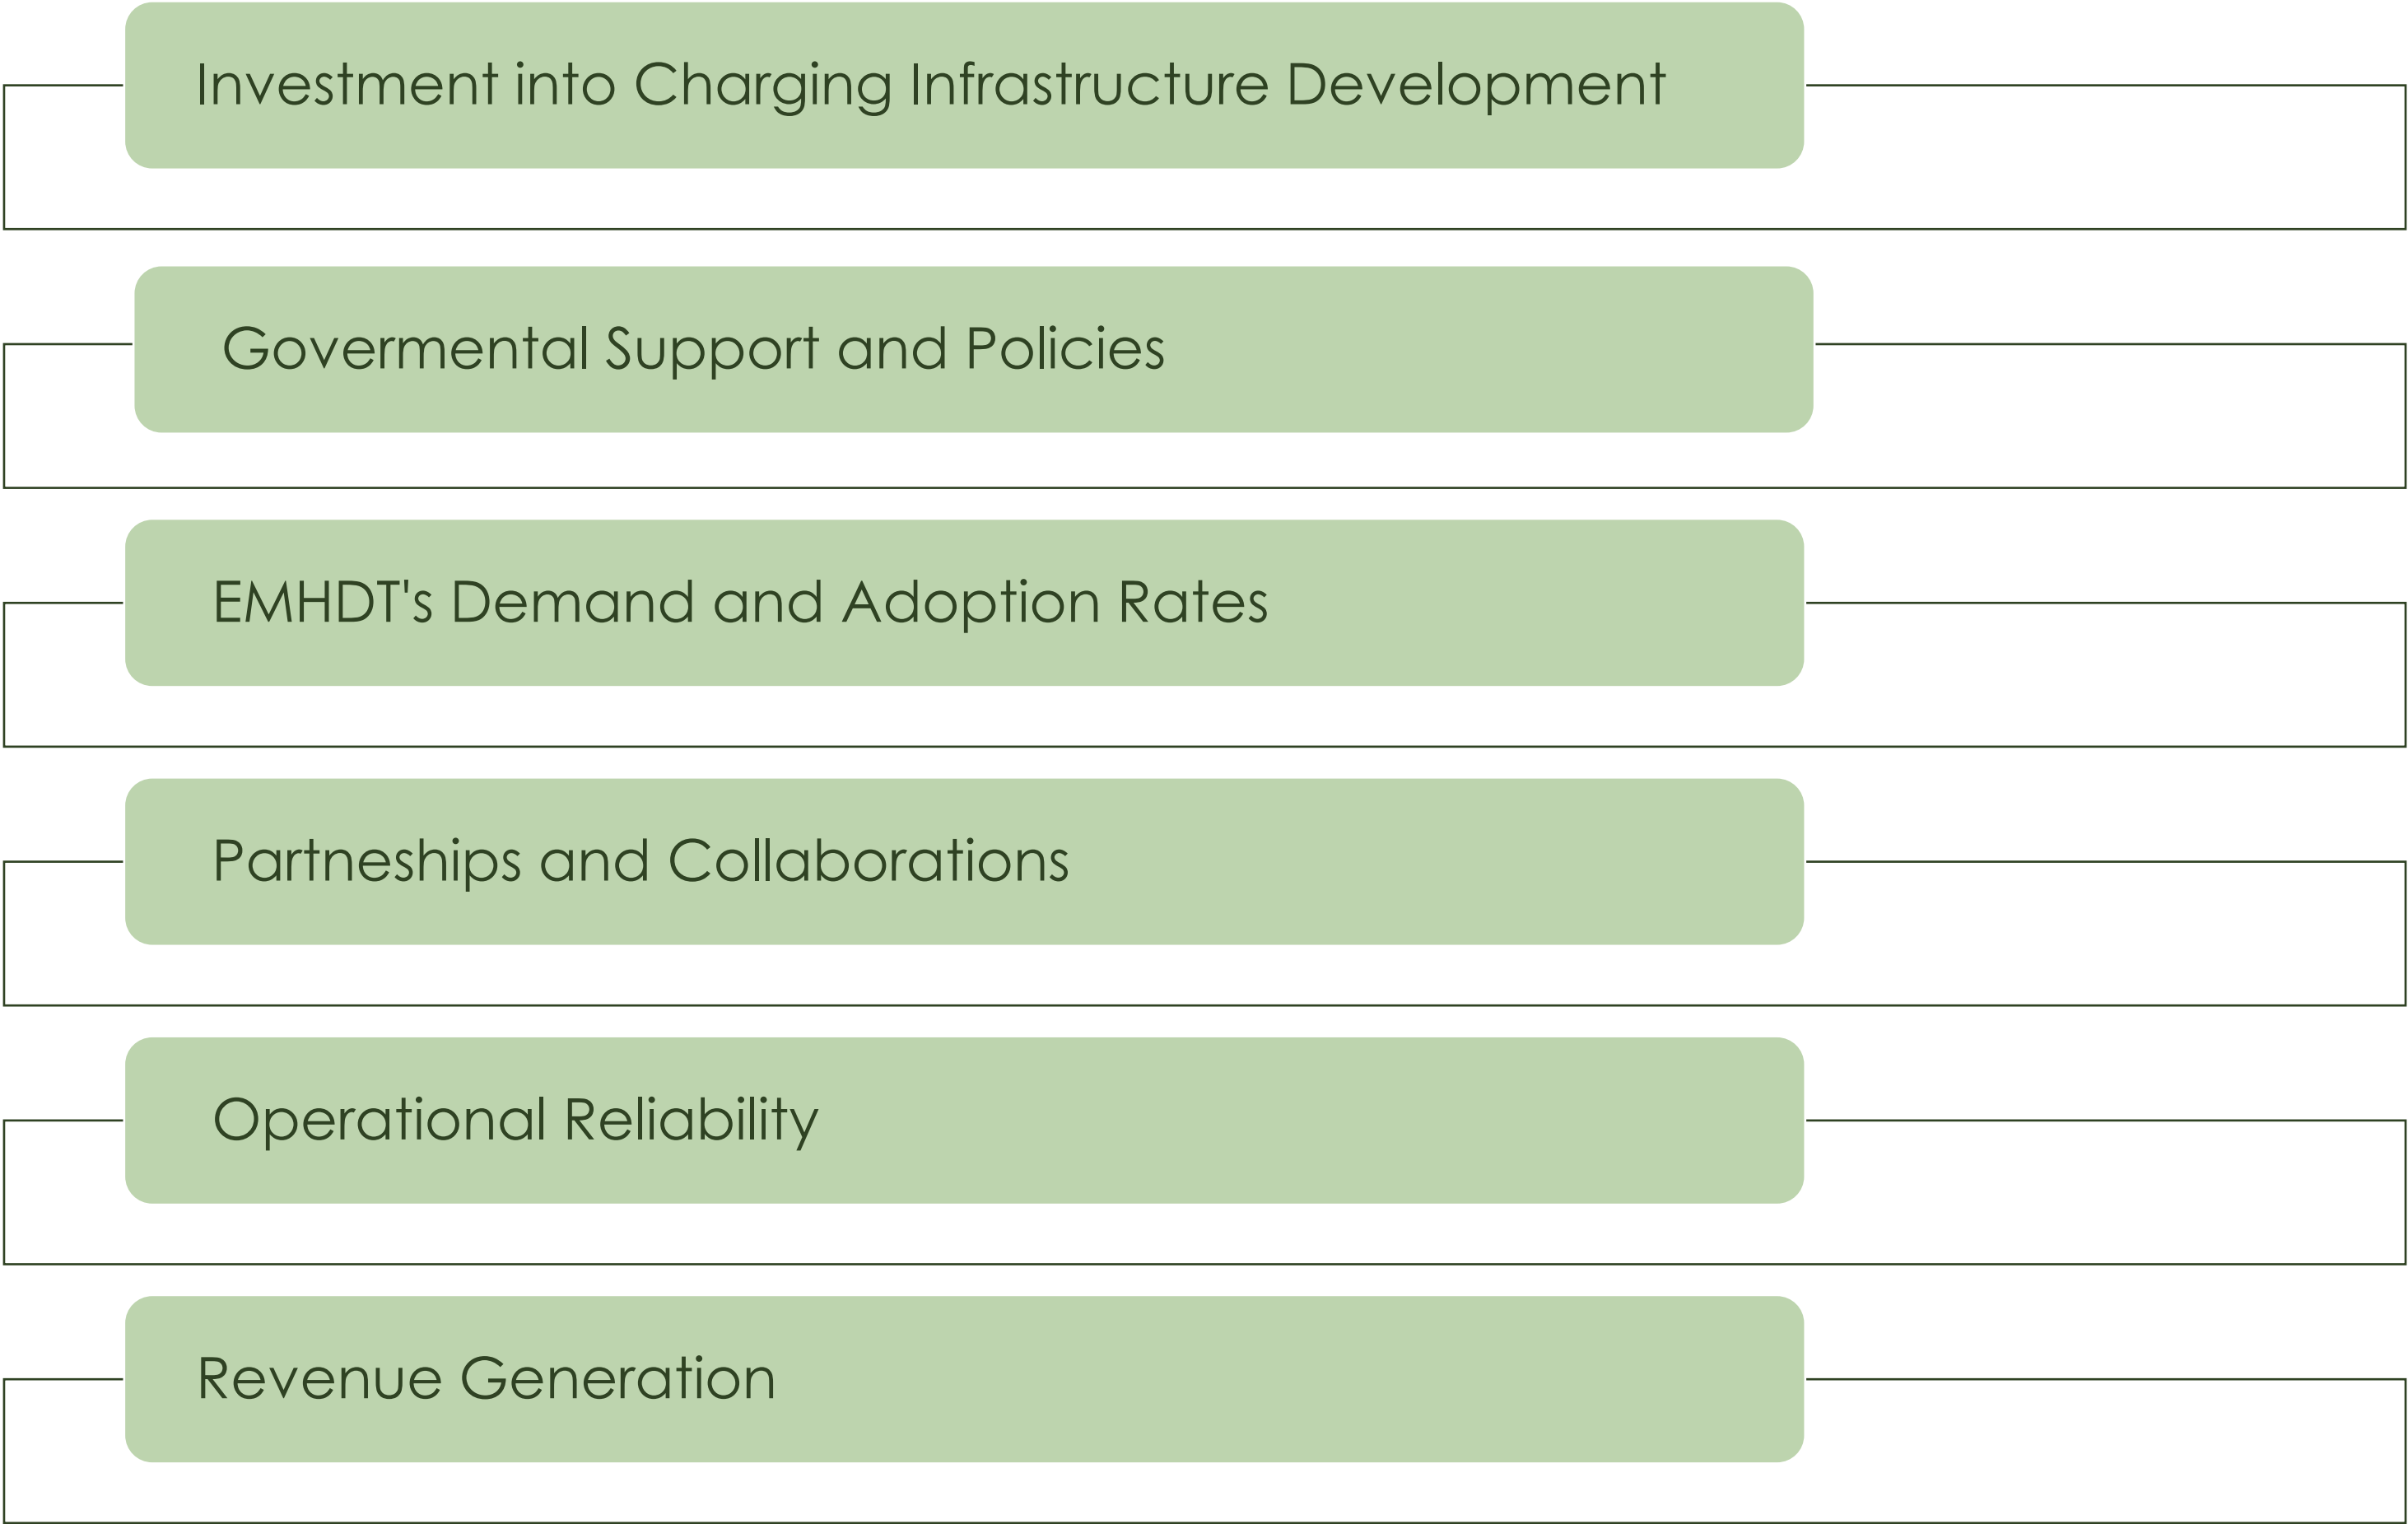 Investment into Charging Infrastructure Development
Govermental Support and Policies
EMHDT's Demand and Adoption Rates
Partneships and Collaborations
Operational Reliability
Revenue Generation